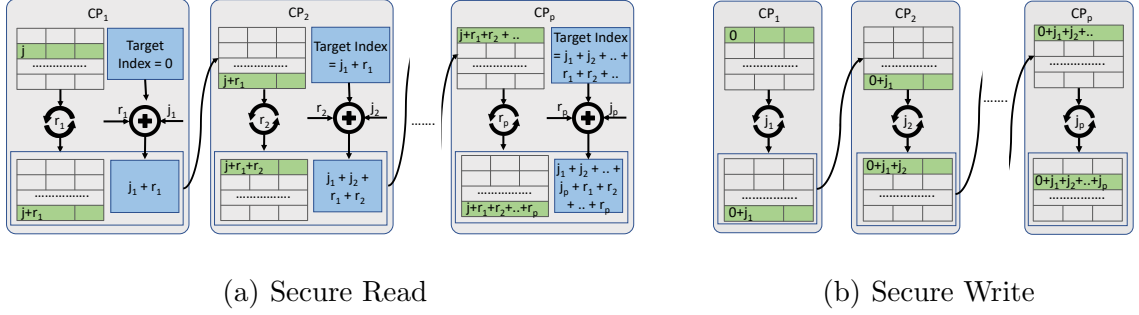 CP₁
j
Target
Index = 0
r₁
r₁
j₁
j+r₁
j₁ + r₁
CP₂
j+r₁
Target Index
= j₁ + r₁
r₂
r₂
j₂
j+r₁+r₂
j₁ + j₂ +
r₁ + r₂
......
CPₚ
j+r₁+r₂ + ..
Target Index
= j₁ + j₂ + .. +
r₁ + r₂ + ..
rₚ
rₚ
jₚ
j+r₁+r₂+..+rₚ
j₁ + j₂ + .. +
jₚ + r₁ + r₂
+ .. + rₚ
(a) Secure Read
CP₁
0
j₁
0+j₁
CP₂
0+j₁
j₂
0+j₁+j₂
......
CPₚ
0+j₁+j₂+..
jₚ
0+j₁+j₂+..+jₚ
(b) Secure Write